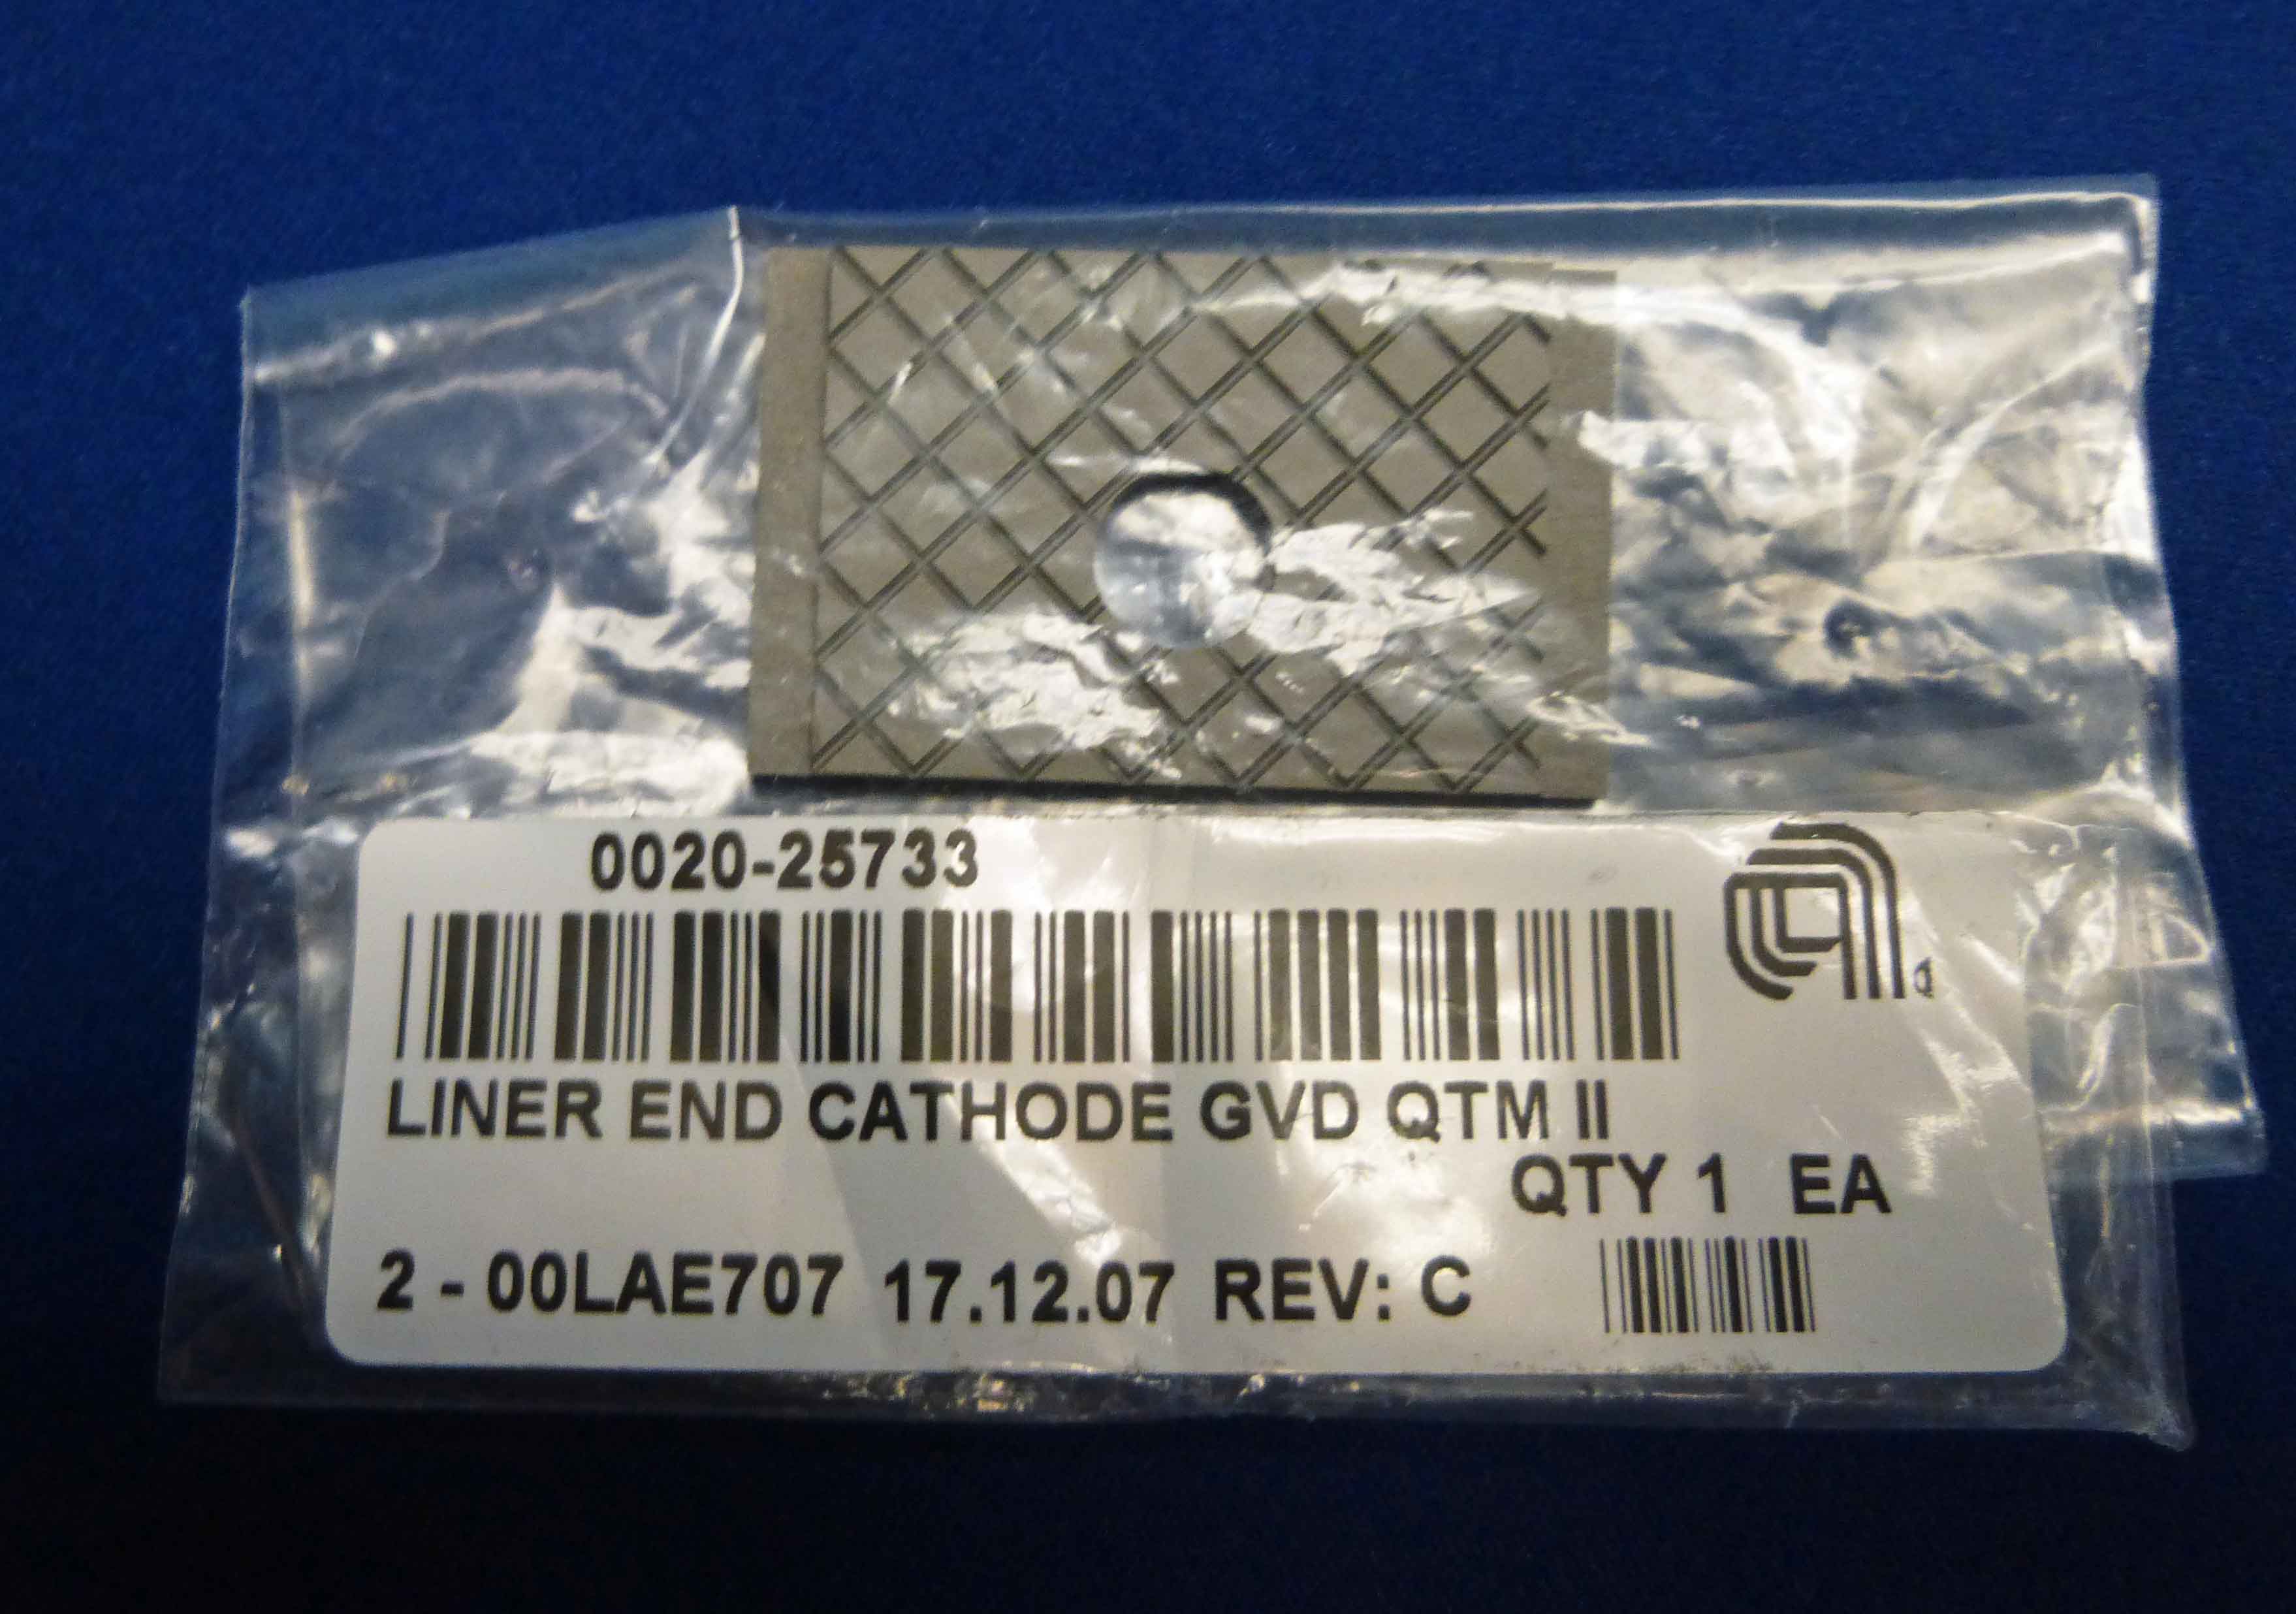 0020-25733
LINER END CATHODE GVD QTM II
QTY 1 EA
2 - 00LAE707 17.12.07 REV: C